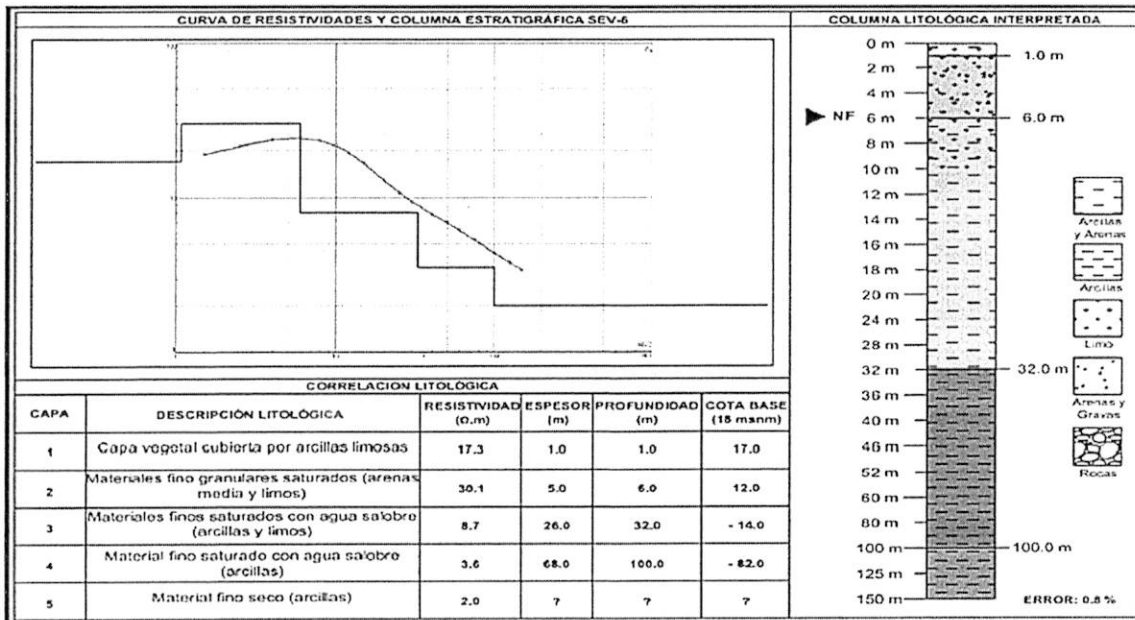 CURVA DE RESISTIVIDADES Y COLUMNA ESTRATIGRÁFICA SEV-6
COLUMNA LITOLÓGICA INTERPRETADA
0 m
2 m
4 m
6 m
8 m
10 m
12 m
14 m
16 m
18 m
20 m
24 m
28 m
32 m
36 m
40 m
46 m
52 m
60 m
80 m
100 m
125 m
150 m
NF
1.0 m
6.0 m
32.0 m
100.0 m
Arcillas
y Arenas
Arcillas
Limo
Arenas y
Gravas
Rocas
ERROR: 0.8 %
CORRELACION LITOLÓGICA
CAPA DESCRIPCIÓN LITOLÓGICA RESISTIVIDAD (Ω.m) ESPESOR (m) PROFUNDIDAD (m) COTA BASE (18 msnm)
1 Capa vegetal cubierta por arcillas limosas 17.3 1.0 1.0 17.0
2 Materiales fino granulares saturados (arenas media y limos) 30.1 5.0 6.0 12.0
3 Materiales finos saturados con agua salobre (arcillas y limos) 8.7 26.0 32.0 - 14.0
4 Material fino saturado con agua salobre (arcillas) 3.6 68.0 100.0 - 82.0
5 Material fino seco (arcillas) 2.0 ? ? ?